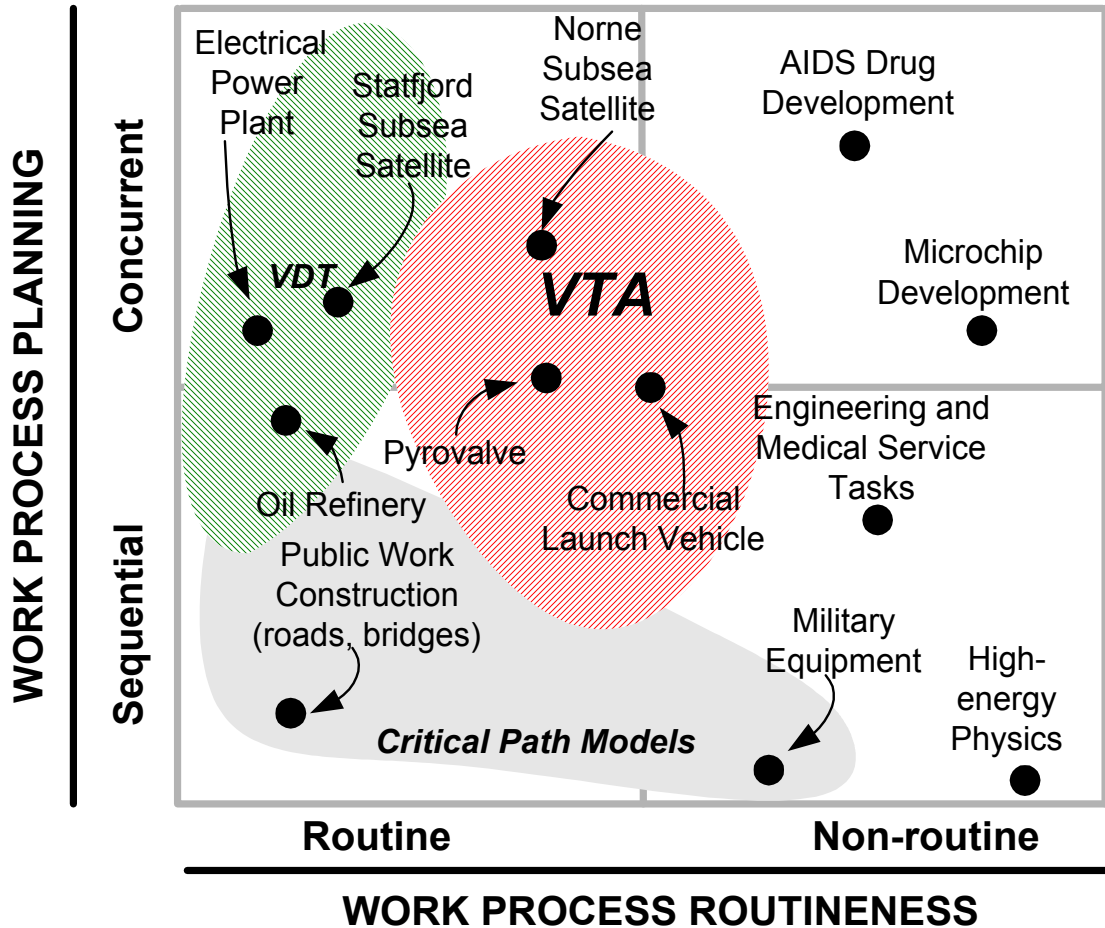 WORK PROCESS PLANNING
Concurrent
Sequential
Electrical
Power
Plant
Statfjord
Subsea
Satellite
Norne
Subsea
Satellite
AIDS Drug
Development
Microchip
Development
VDT
VTA
Pyrovalve
Commercial
Launch Vehicle
Engineering and
Medical Service
Tasks
Oil Refinery
Public Work
Construction
(roads, bridges)
Military
Equipment
High-
energy
Physics
Critical Path Models
Routine
Non-routine
WORK PROCESS ROUTINENESS